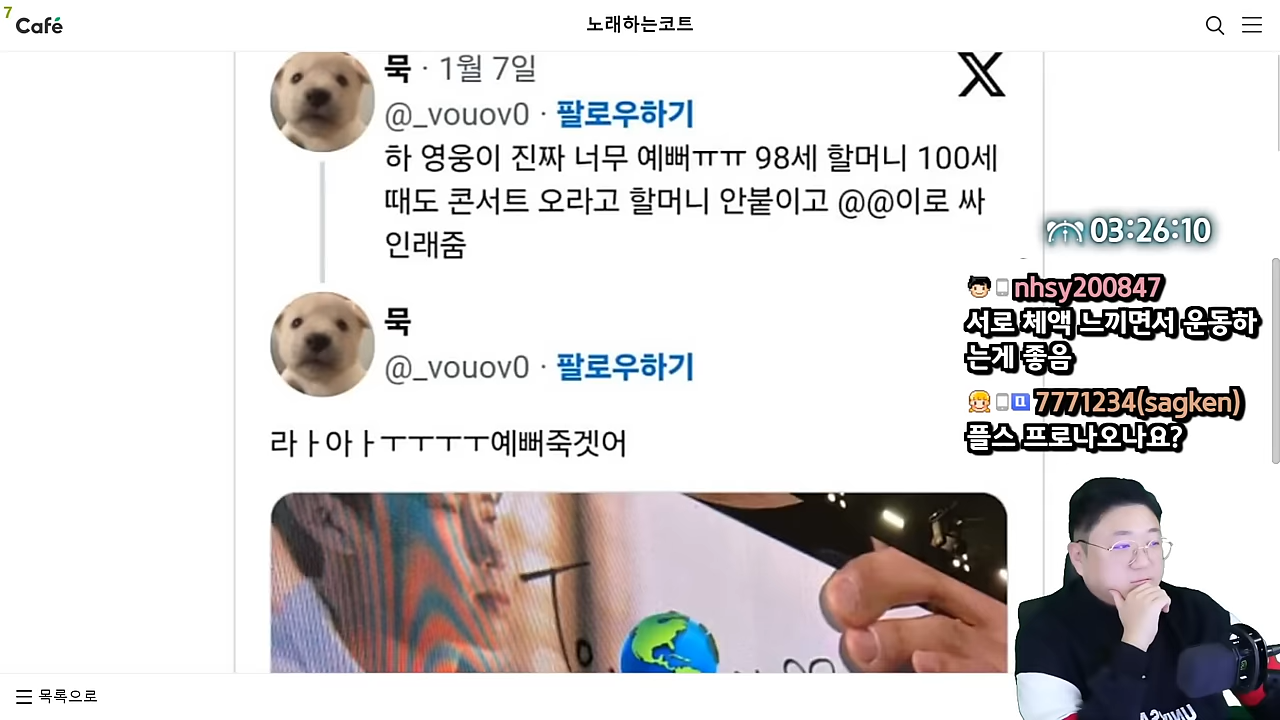 7
Café
노래하는코트
묵 · 1월 7일
@_vouov0 · 팔로우하기
하 영웅이 진짜 너무 예뻐ㅠㅠ 98세 할머니 100세
때도 콘서트 오라고 할머니 안붙이고 @@이로 싸
인래줌
묵
@_vouov0 · 팔로우하기
라ㅏ아ㅏㅜㅜㅜㅜ예뻐죽겟어
03:26:10
nhsy200847
서로 체액 느끼면서 운동하
는게 좋음
7771234(sagken)
플스 프로나오나요?
목록으로